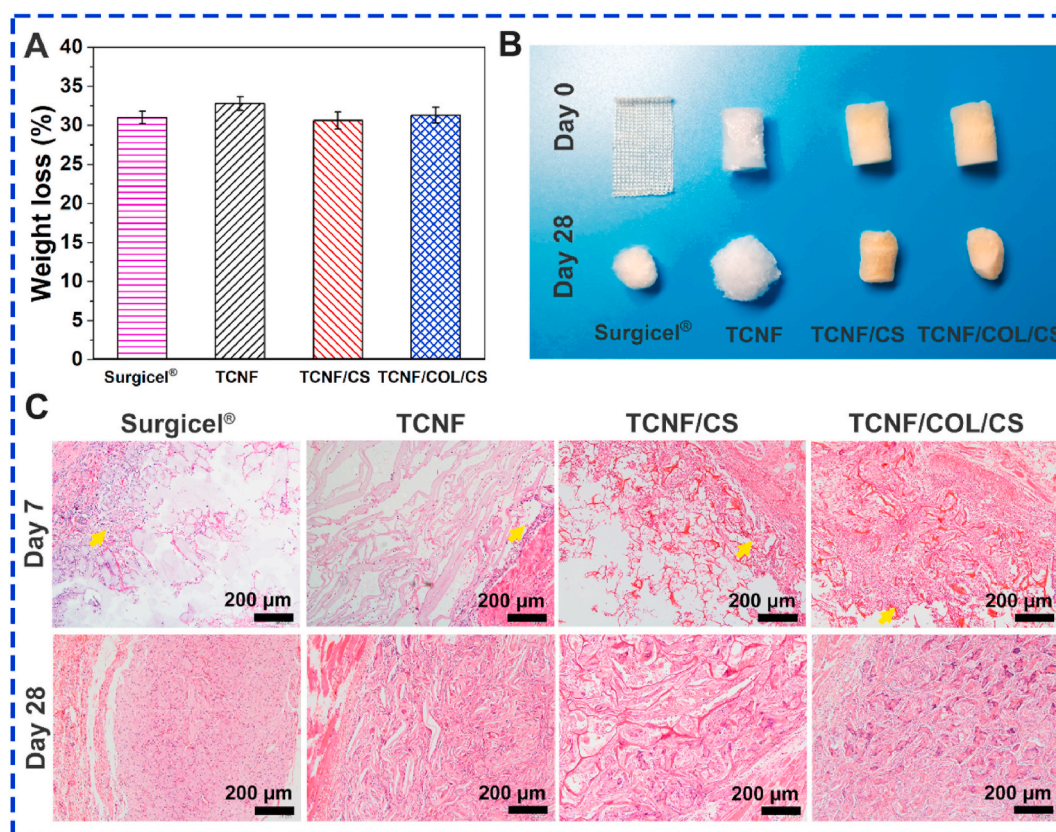 A
Weight loss (%)
40
35
30
25
20
15
10
5
0
Surgicel®
TCNF
TCNF/CS
TCNF/COL/CS
B
Day 0
Day 28
Surgicel®
TCNF
TCNF/CS
TCNF/COL/CS
C
Surgicel®
TCNF
TCNF/CS
TCNF/COL/CS
Day 7
200 µm
200 µm
200 µm
200 µm
Day 28
200 µm
200 µm
200 µm
200 µm